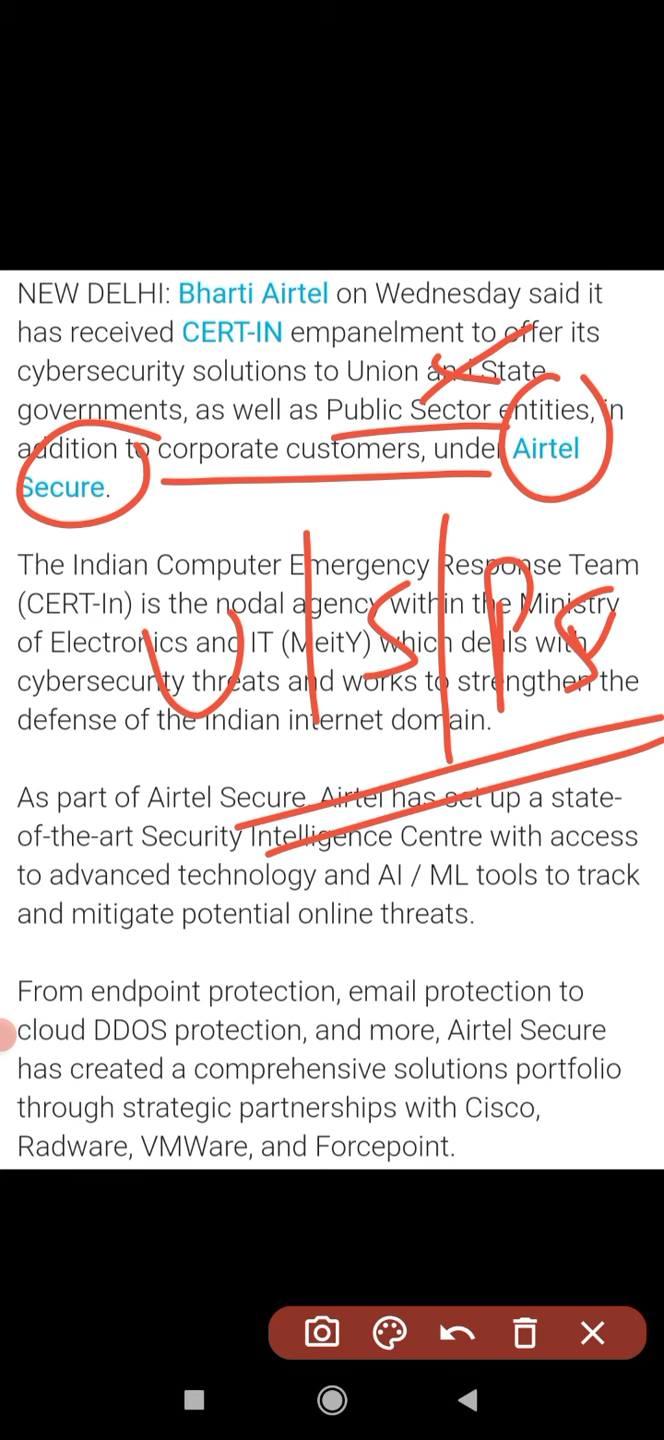 NEW DELHI: Bharti Airtel on Wednesday said it
has received CERT-IN empanelment to offer its
cybersecurity solutions to Union and State
governments, as well as Public Sector entities, in
addition to corporate customers, under Airtel
Secure.
The Indian Computer Emergency Response Team
(CERT-In) is the nodal agency within the Ministry
of Electronics and IT (MeitY) which deals with
cybersecurity threats and works to strengthen the
defense of the Indian internet domain.
U | S | PS
As part of Airtel Secure, Airtel has set up a state-
of-the-art Security Intelligence Centre with access
to advanced technology and AI / ML tools to track
and mitigate potential online threats.
From endpoint protection, email protection to
cloud DDOS protection, and more, Airtel Secure
has created a comprehensive solutions portfolio
through strategic partnerships with Cisco,
Radware, VMWare, and Forcepoint.